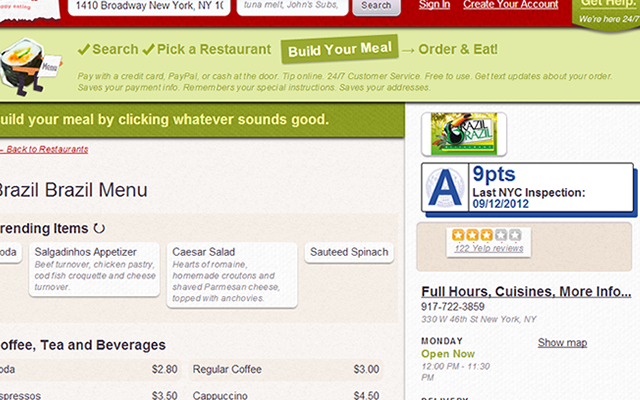 1410 Broadway New York, NY 10
tuna melt, John's Subs,
Search
Sign In
Create Your Account
Get Help.
We're here 24/7
Menu
Search Pick a Restaurant Build Your Meal → Order & Eat!
Pay with a credit card, PayPal, or cash at the door. Tip online. 24/7 Customer Service. Free to use. Get text updates about your order.
Saves your payment info. Remembers your special instructions. Saves your addresses.
uild your meal by clicking whatever sounds good.
← Back to Restaurants
Brazil Brazil Menu
rending Items
oda
Salgadinhos Appetizer
Beef turnover, chicken pastry,
cod fish croquette and cheese
turnover.
Caesar Salad
Hearts of romaine,
homemade croutons and
shaved Parmesan cheese,
topped with anchovies.
Sauteed Spinach
offee, Tea and Beverages
oda $2.80
Regular Coffee $3.00
spressos $3.50
Cappuccino $4.50
BRAZIL
BRAZIL
A
9pts
Last NYC Inspection:
09/12/2012
122 Yelp reviews
Full Hours, Cuisines, More Info...
917-722-3859
330 W 46th St New York, NY
MONDAY
Open Now
12:00 PM - 11:30
PM
Show map
DELIVERY